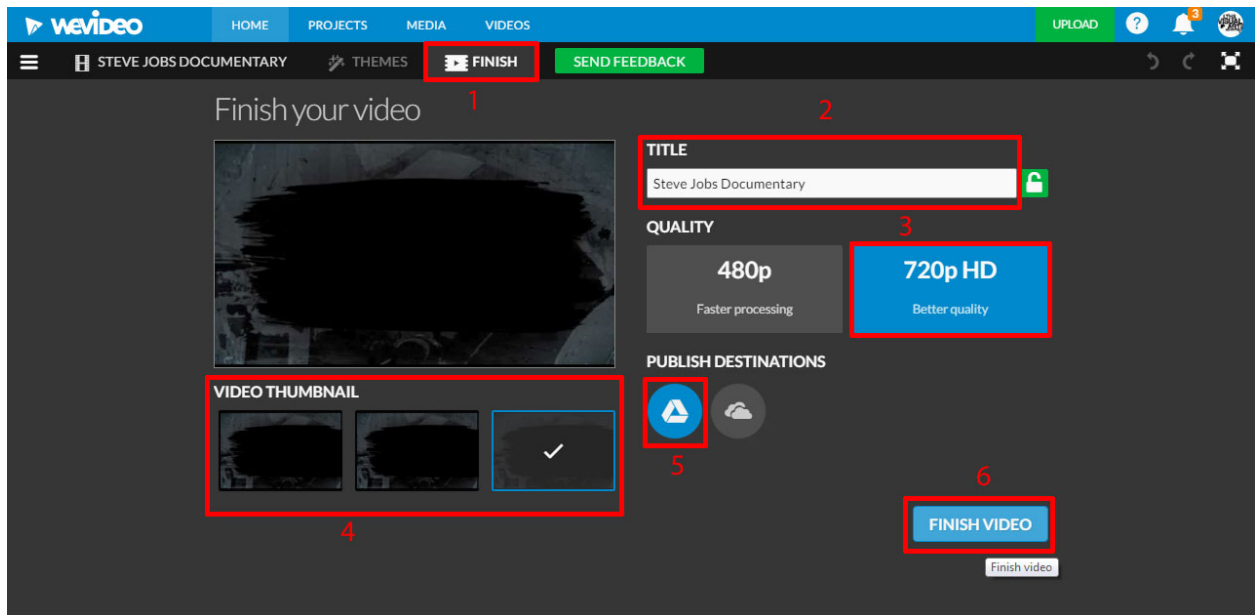 WEVIDEO HOME PROJECTS MEDIA VIDEOS UPLOAD ? 3
STEVE JOBS DOCUMENTARY THEMES FINISH SEND FEEDBACK
1
Finish your video
2
TITLE
Steve Jobs Documentary
QUALITY
3
480p
Faster processing
720p HD
Better quality
PUBLISH DESTINATIONS
5
VIDEO THUMBNAIL
4
6
FINISH VIDEO
Finish video